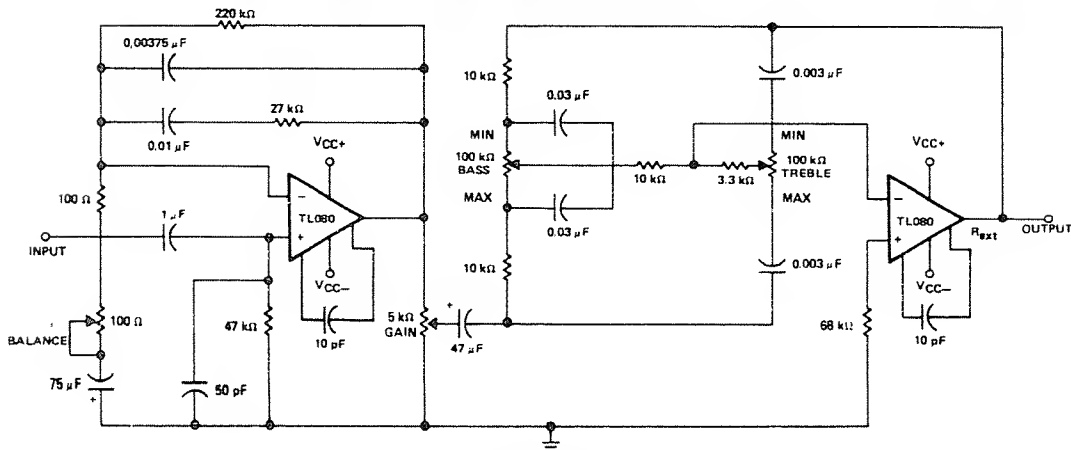 220 kΩ
0,00375 μF
27 kΩ
0.01 μF
100 Ω
1 μF
INPUT
VCC+
TL080
VCC–
10 pF
100 Ω
BALANCE
75 μF
50 pF
47 kΩ
5 kΩ
GAIN
47 μF
10 kΩ
0.03 μF
MIN
100 kΩ
BASS
MAX
0.03 μF
10 kΩ
10 kΩ
3.3 kΩ
0.003 μF
MIN
100 kΩ
TREBLE
MAX
0.003 μF
VCC+
TL080
VCC–
Rext
OUTPUT
68 kΩ
10 pF
+
+
−
+
−
+